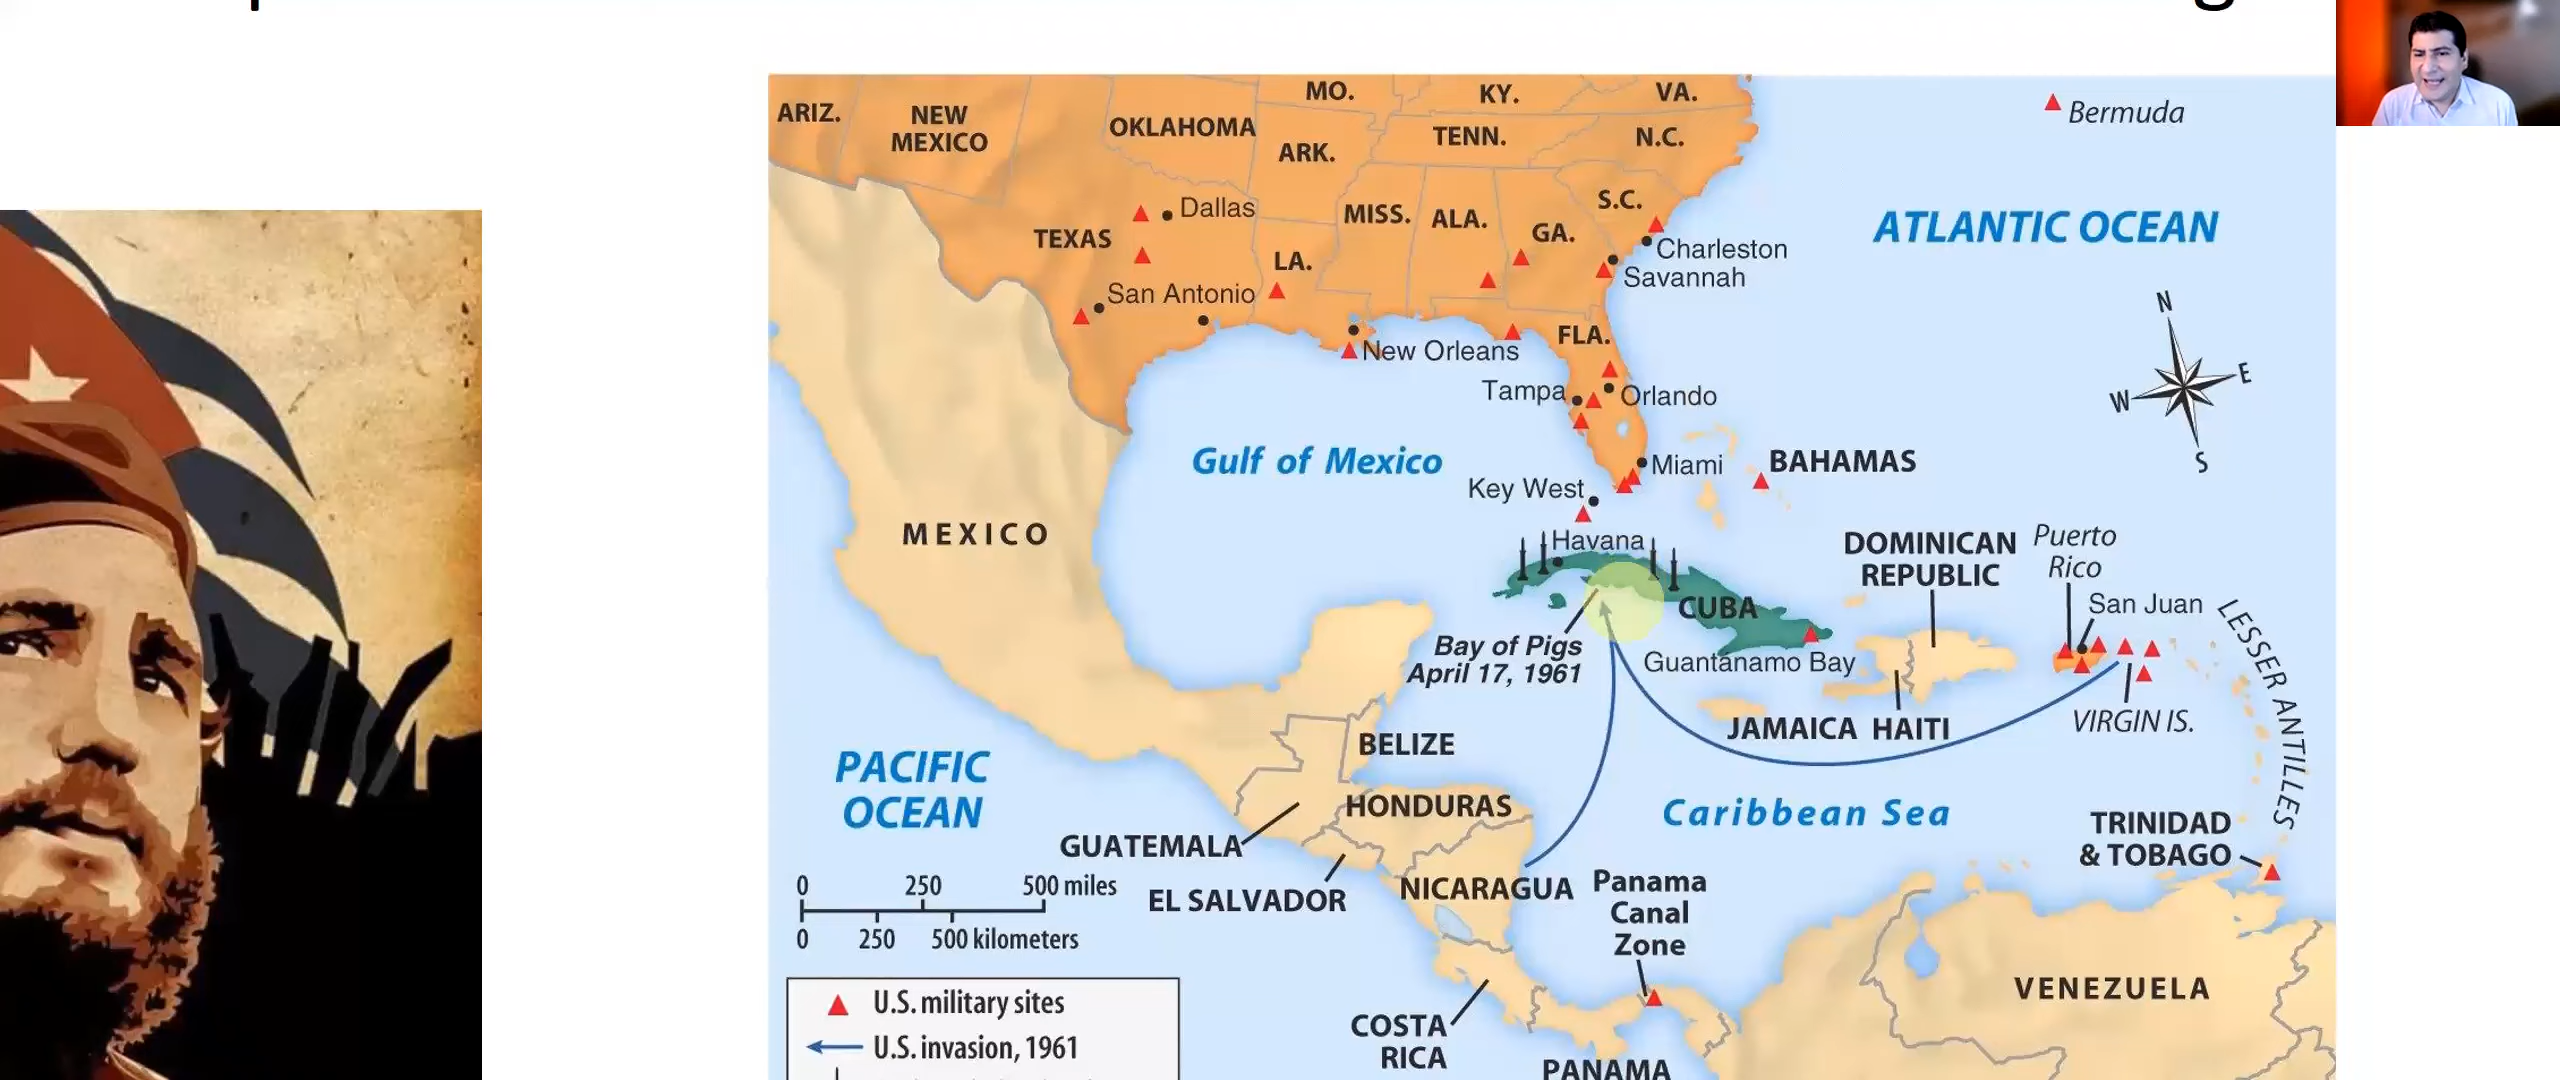 MO.
KY.
VA.
ARIZ.
NEW
MEXICO
OKLAHOMA
ARK.
TENN.
N.C.
Bermuda
Dallas
TEXAS
MISS.
ALA.
GA.
S.C.
ATLANTIC OCEAN
LA.
Charleston
Savannah
San Antonio
N
New Orleans
FLA.
Tampa
Orlando
W
E
S
Gulf of Mexico
Miami
BAHAMAS
Key West
MEXICO
Havana
DOMINICAN
REPUBLIC
Puerto
Rico
CUBA
San Juan
LESSER ANTILLES
Bay of Pigs
April 17, 1961
Guantánamo Bay
JAMAICA
HAITI
VIRGIN IS.
BELIZE
PACIFIC
OCEAN
HONDURAS
Caribbean Sea
GUATEMALA
TRINIDAD
& TOBAGO
EL SALVADOR
NICARAGUA
Panama
Canal
Zone
0 250 500 miles
0 250 500 kilometers
VENEZUELA
U.S. military sites
U.S. invasion, 1961
COSTA
RICA
PANAMA